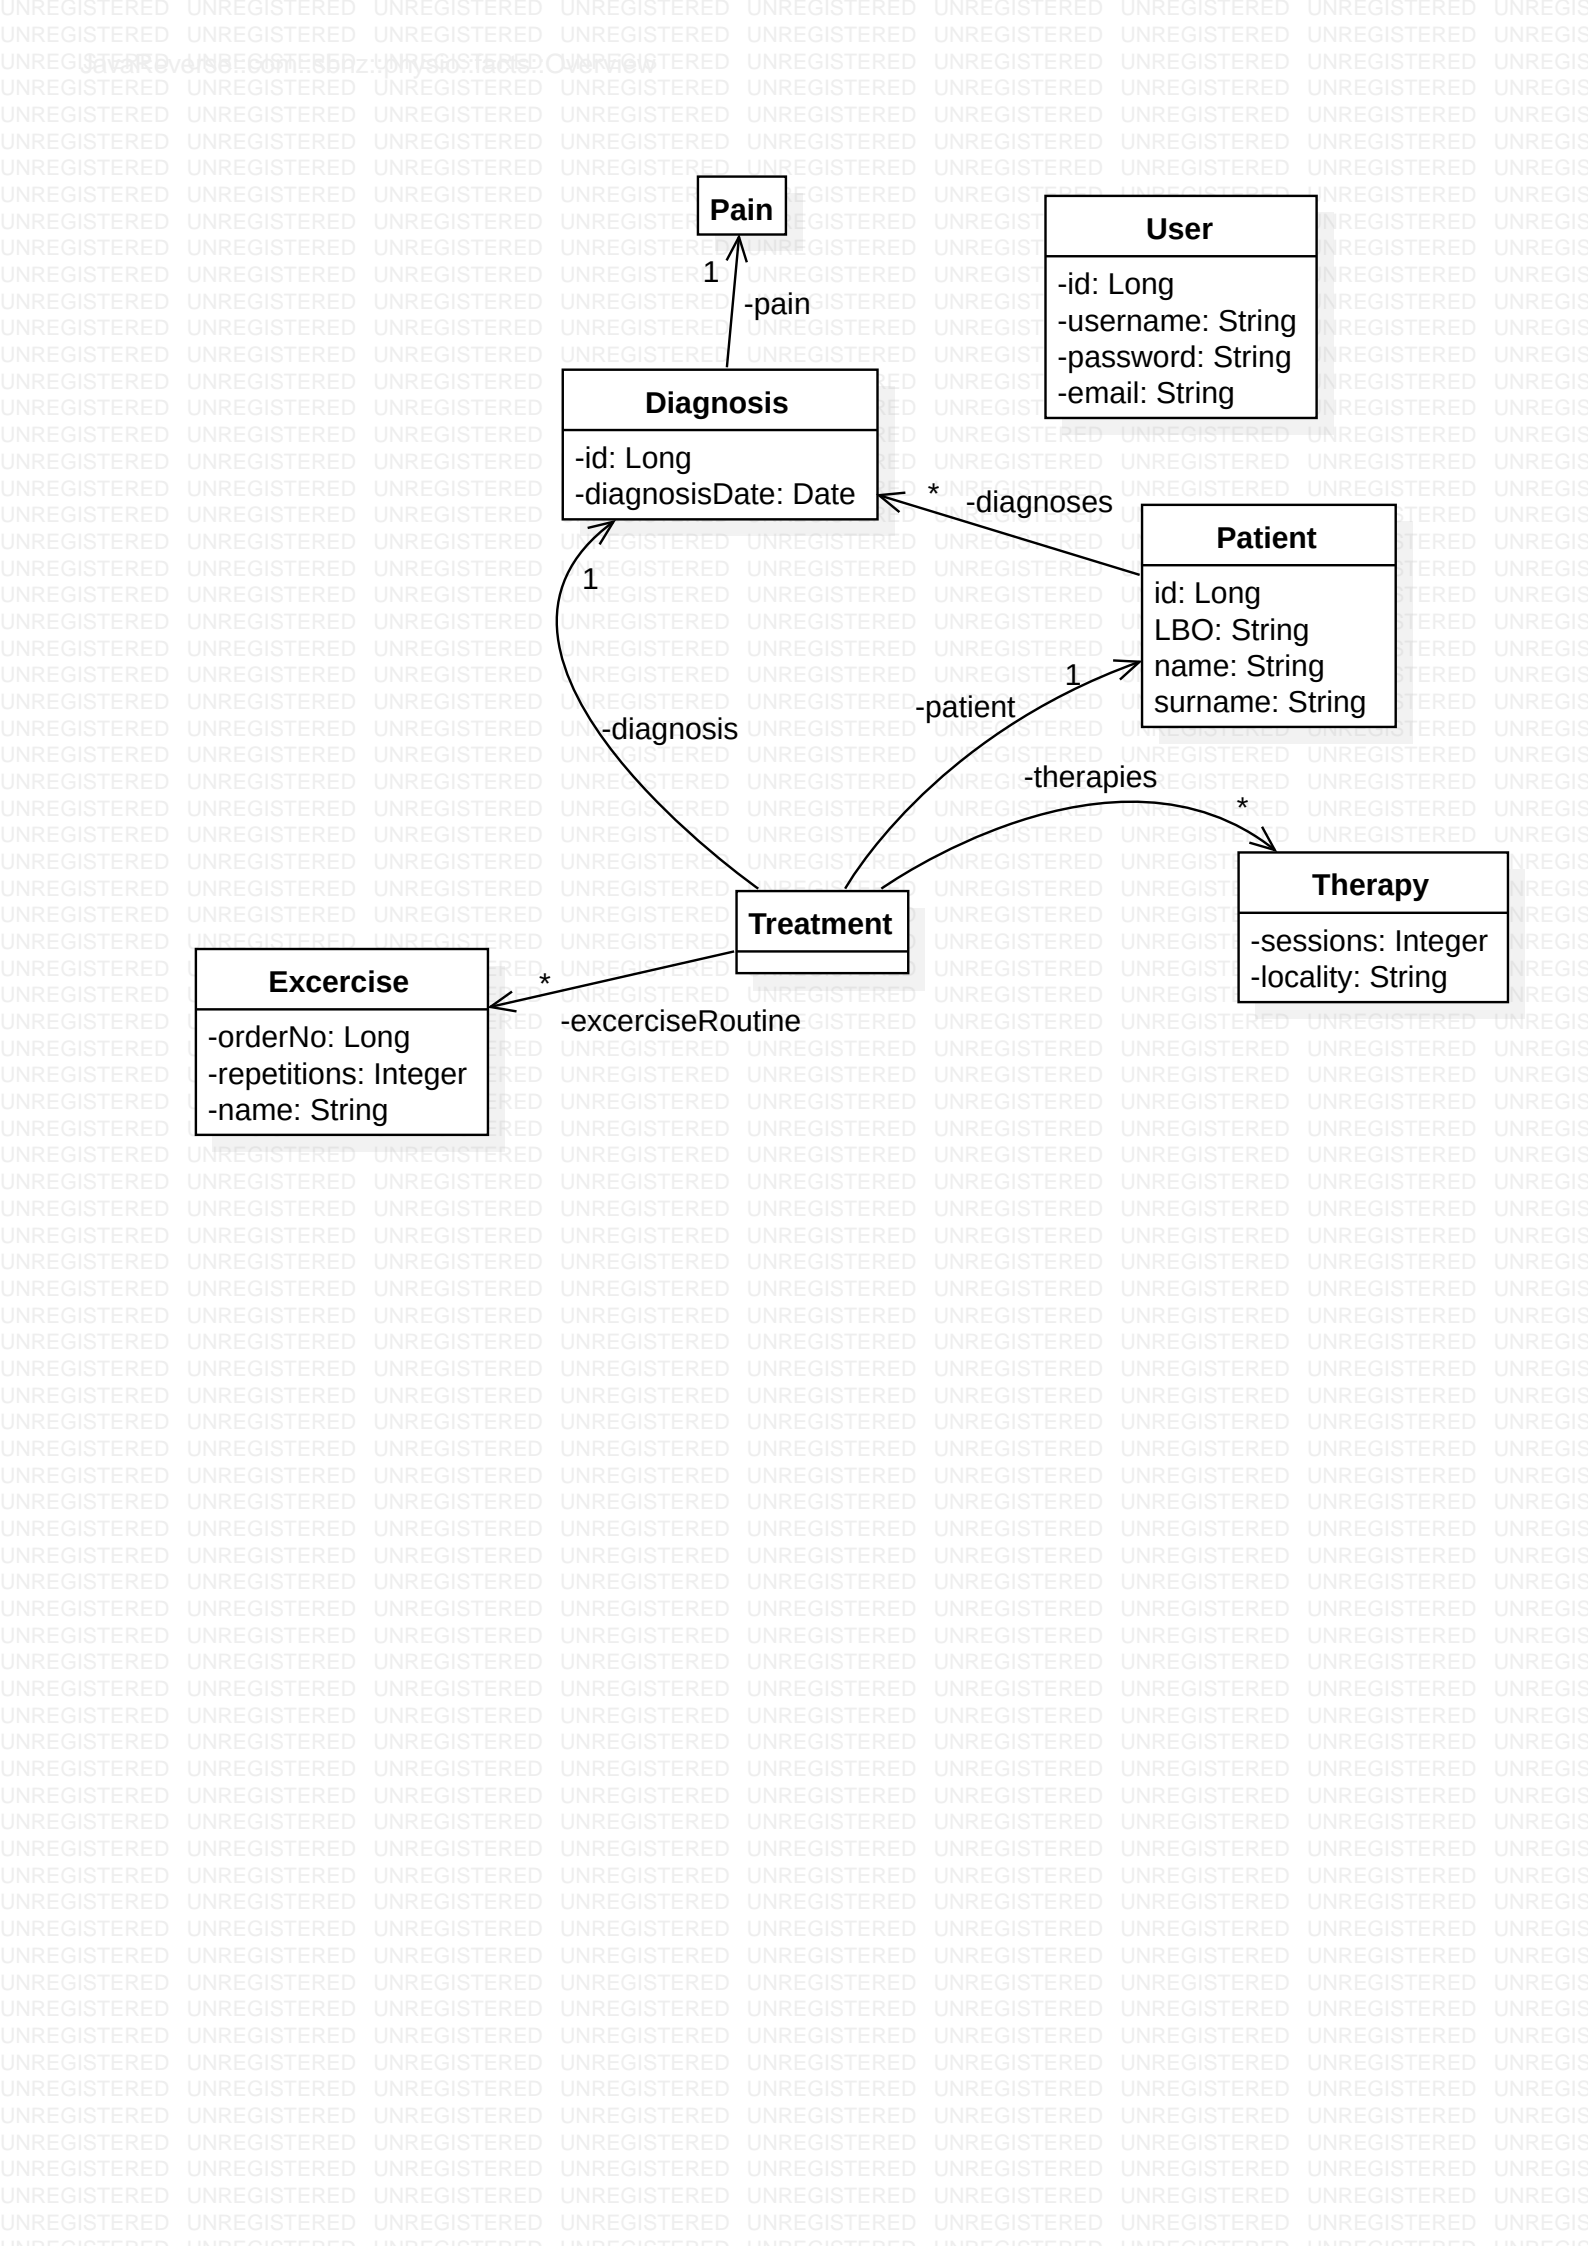 JavaReverse::com::sbnz::physio::facts::Overview
Pain
1
-pain
User
-id: Long
-username: String
-password: String
-email: String
Diagnosis
-id: Long
-diagnosisDate: Date
* -diagnoses
Patient
id: Long
LBO: String
name: String
surname: String
1
1
-patient
-diagnosis
-therapies
*
Therapy
-sessions: Integer
-locality: String
Treatment
*
-excerciseRoutine
Excercise
-orderNo: Long
-repetitions: Integer
-name: String
UNREGISTERED